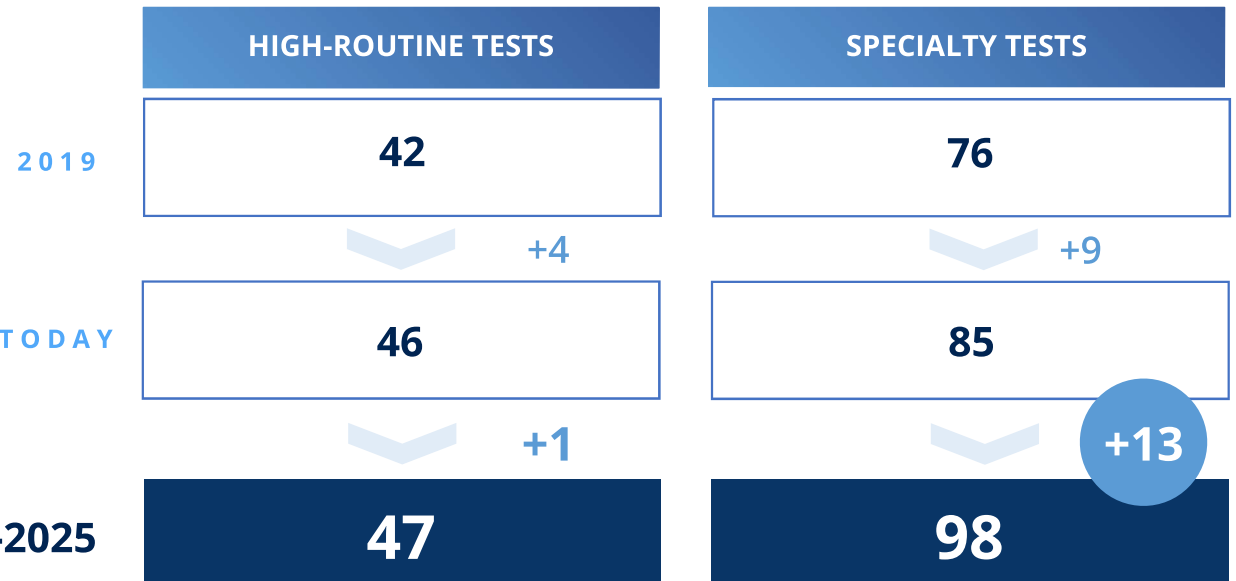 HIGH-ROUTINE TESTS SPECIALTY TESTS
2019 42 76
+4 +9
TODAY 46 85
+1 +13
-2025 47 98